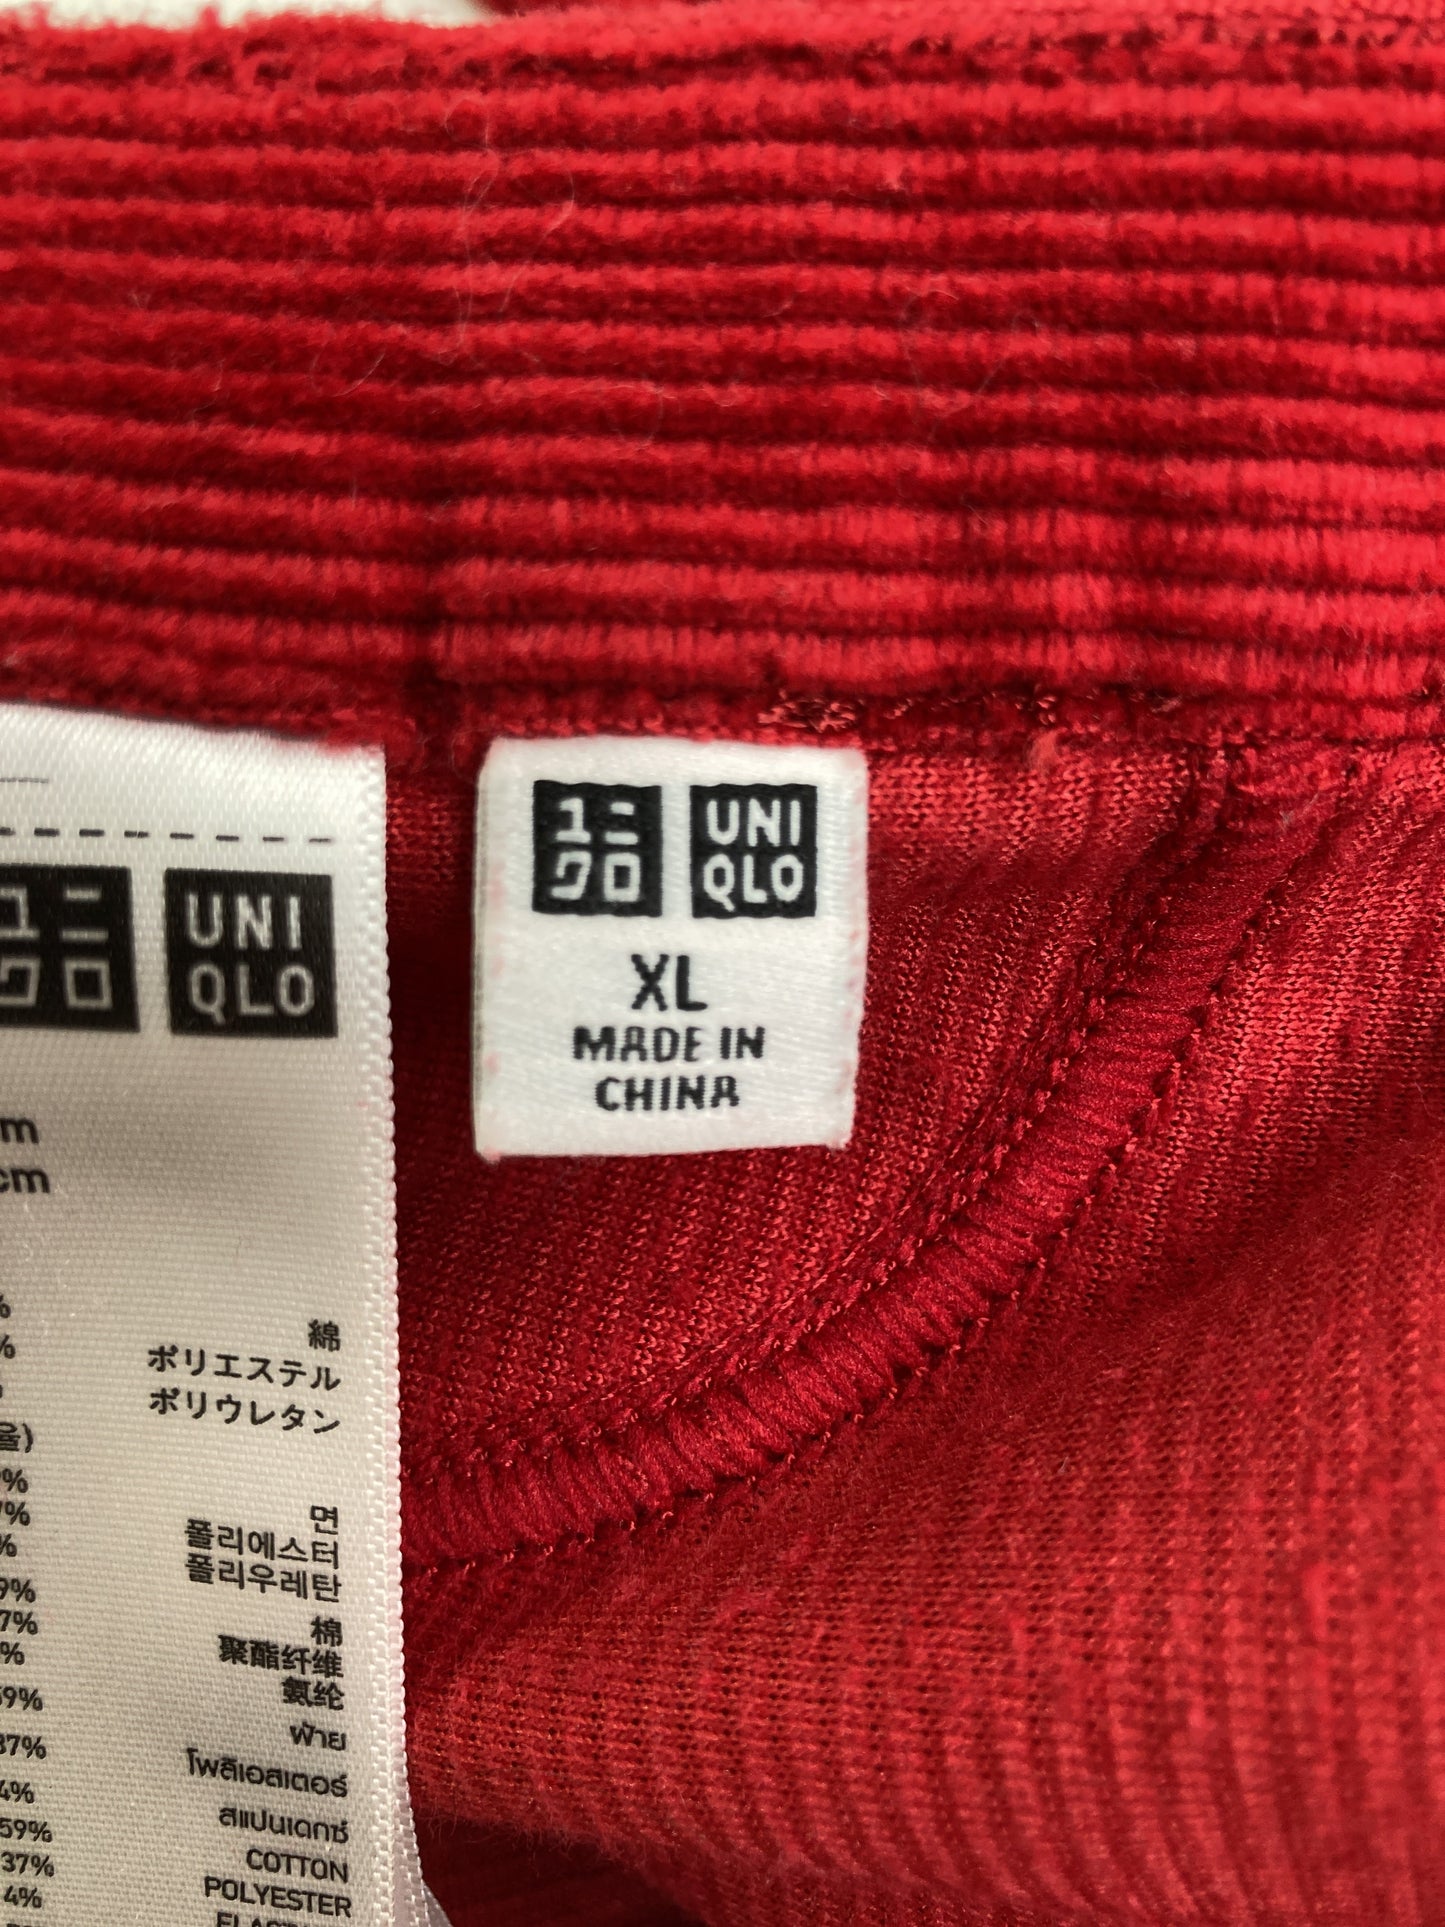 ユニ
クロ
UNI
QLO
XL
MADE IN
CHINA
ユニ
クロ
UNI
QLO
cm
綿
ポリエステル
ポリウレタン
면
폴리에스터
폴리우레탄
棉
聚酯纤维
氨纶
59% ฝ้าย
37% โพลีเอสเตอร์
4% สแปนเดกซ์
59% COTTON
37% POLYESTER
4%